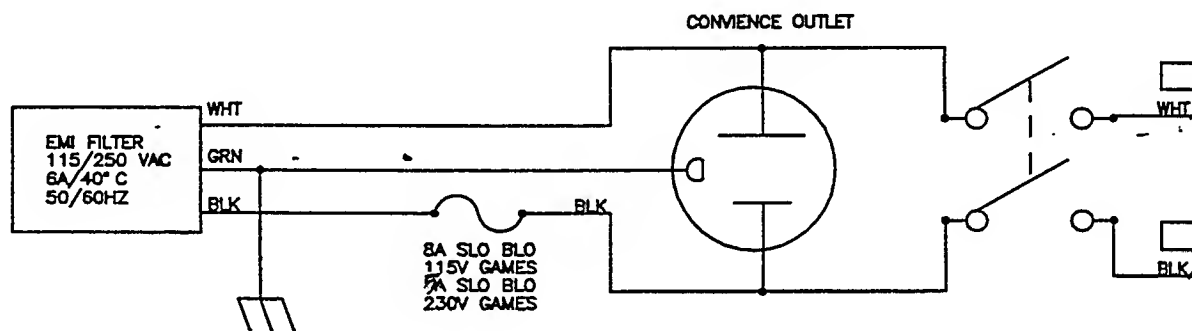 CONVIENCE OUTLET
WHT
EMI FILTER
115/250 VAC
6A/40° C
50/60HZ
GRN
BLK
BLK
8A SLO BLO
115V GAMES
5A SLO BLO
230V GAMES
WHT
BLK